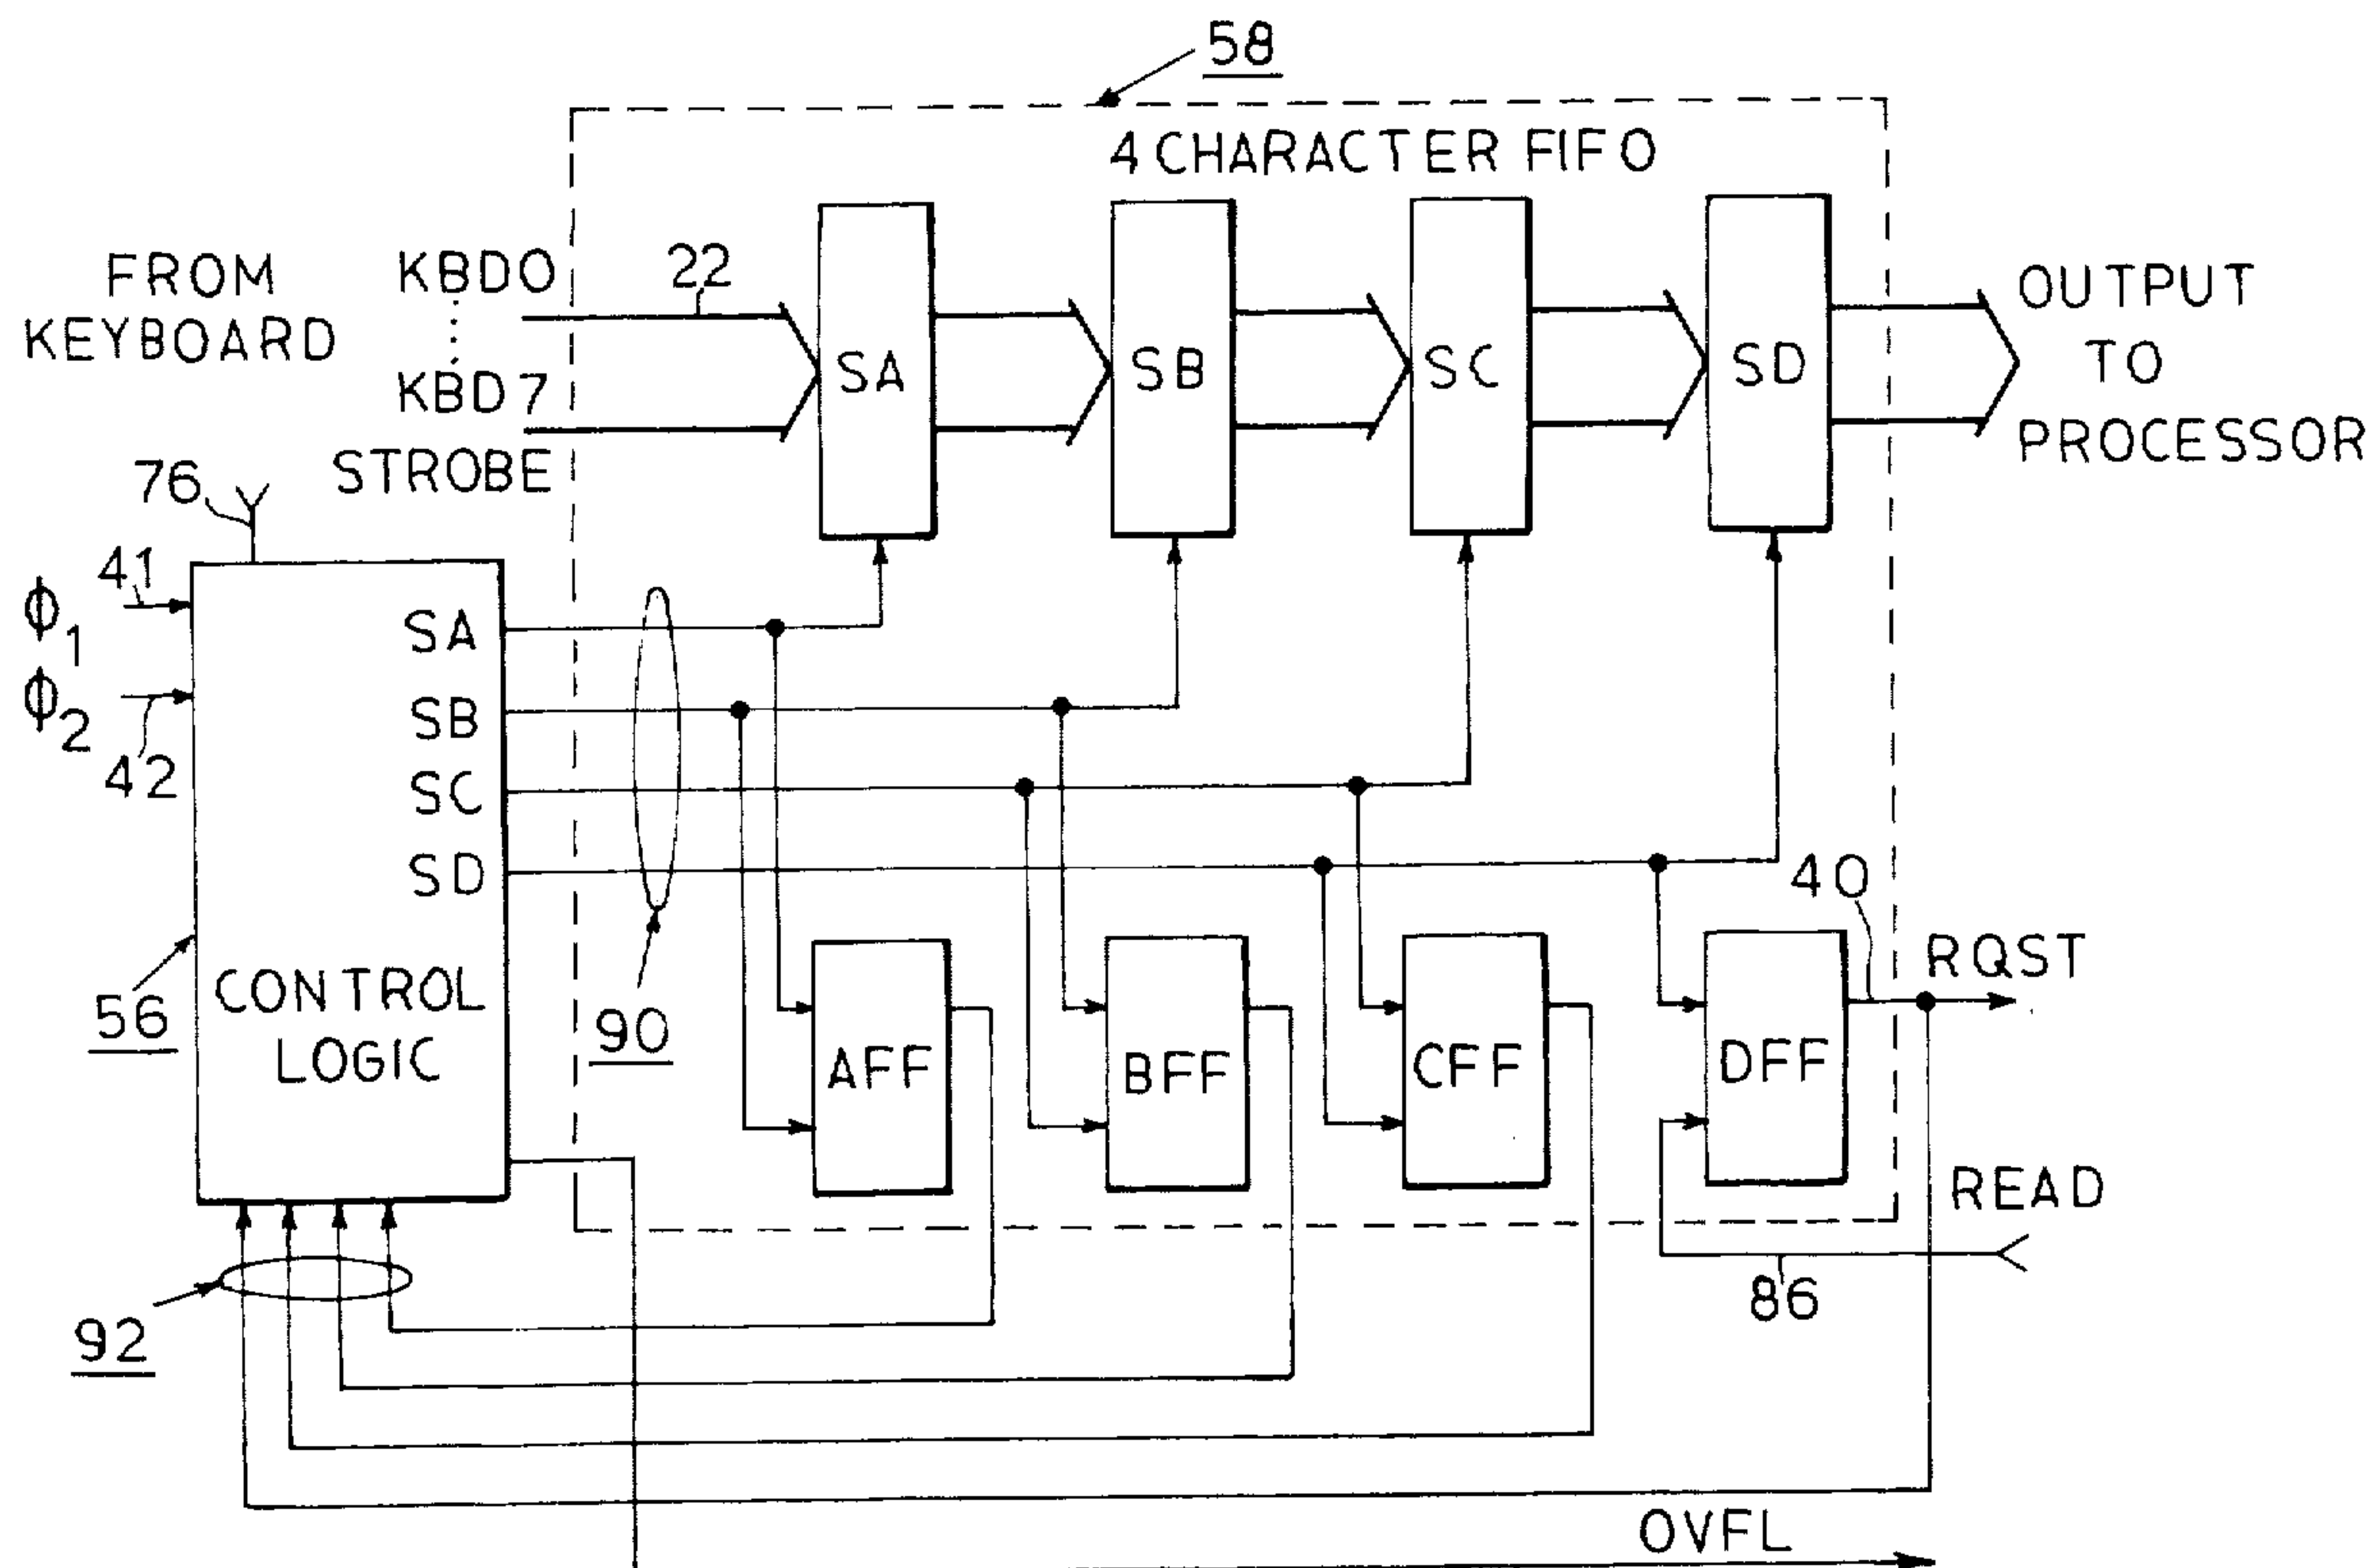 58
4 CHARACTER FIFO
FROM
KEYBOARD
KBD0
KBD7
22
SA
SB
SC
SD
OUTPUT
TO
PROCESSOR
STROBE
76
41
ϕ1
ϕ2
42
SA
SB
SC
SD
56
CONTROL
LOGIC
90
AFF
BFF
CFF
DFF
40
RQST
READ
86
92
OVFL